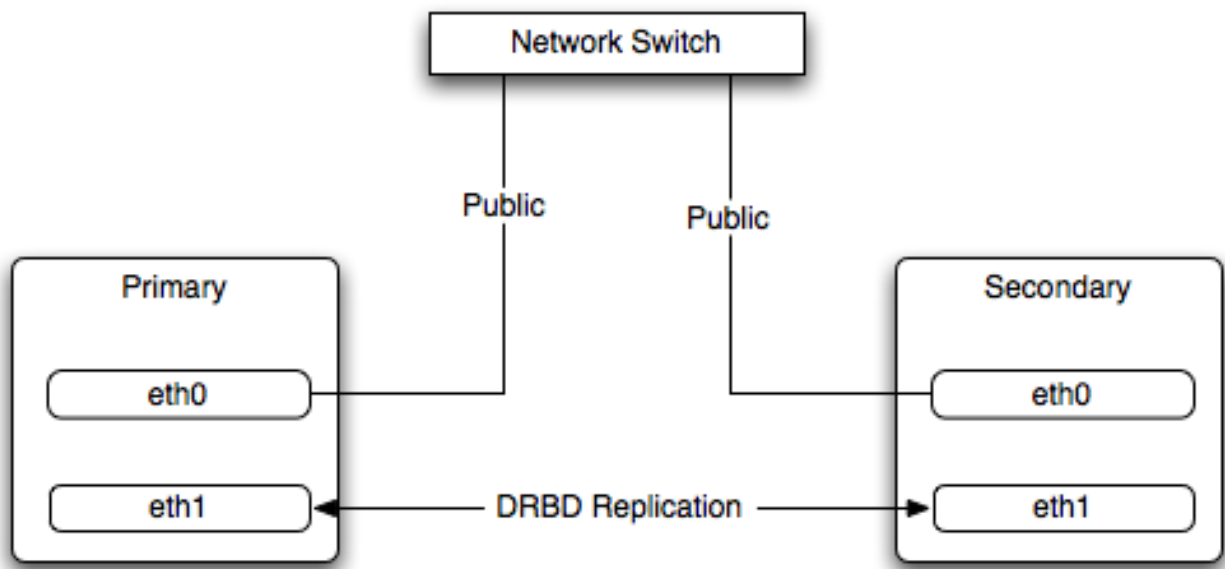 Network Switch
Public
Public
Primary
Secondary
eth0
eth0
eth1
DRBD Replication
eth1